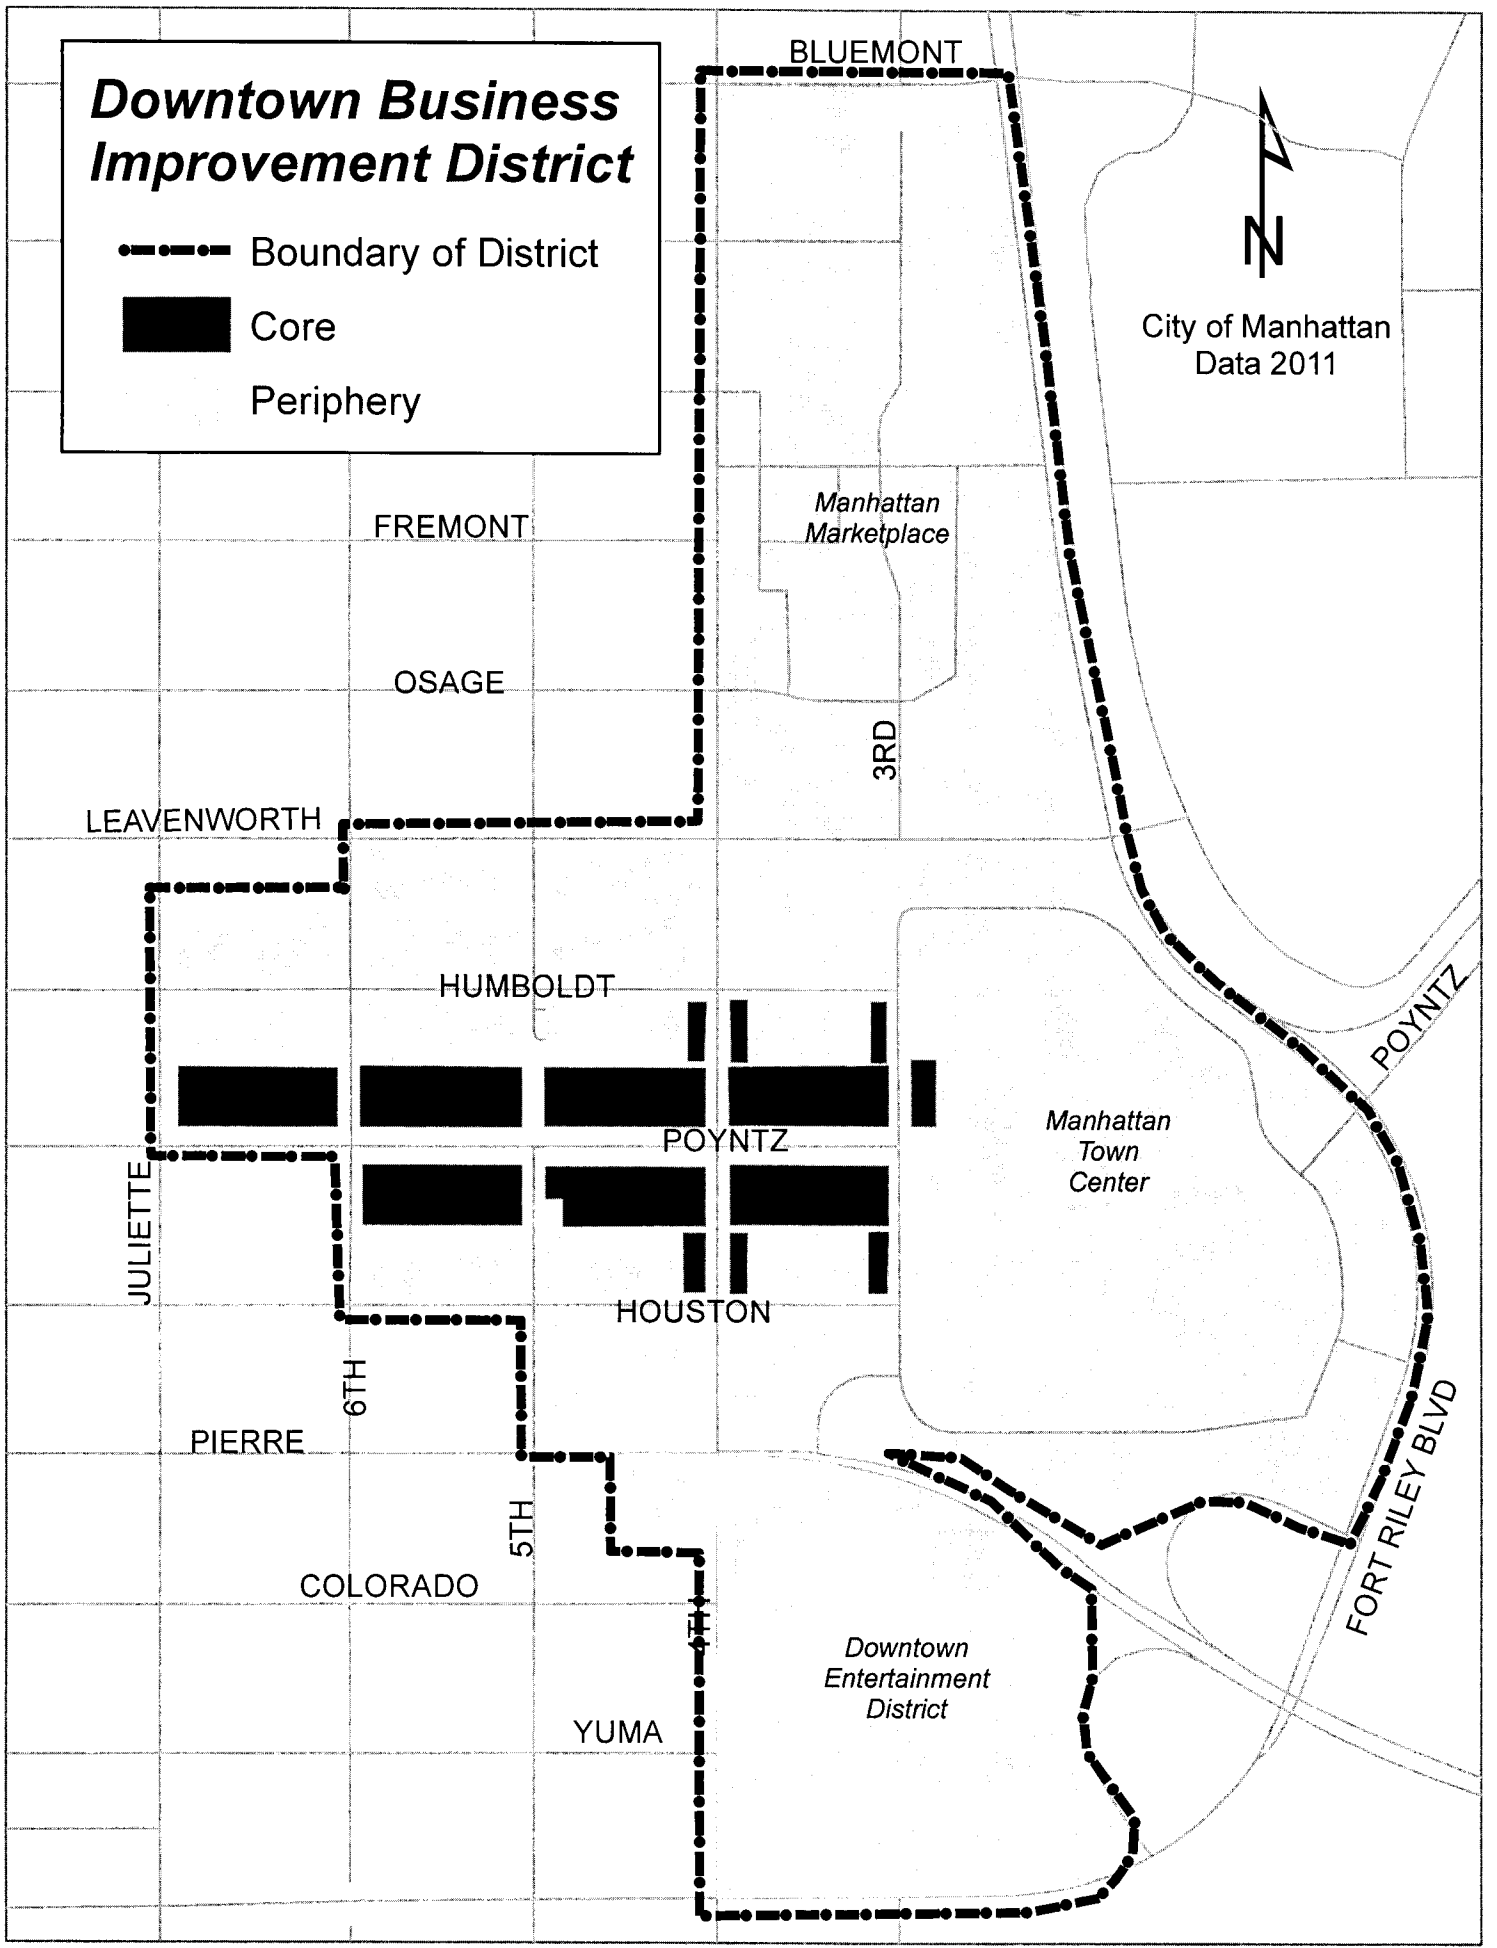 Downtown Business
Improvement District
Boundary of District
Core
Periphery
BLUEMONT
N
City of Manhattan
Data 2011
Manhattan
Marketplace
FREMONT
OSAGE
3RD
LEAVENWORTH
HUMBOLDT
POYNTZ
POYNTZ
Manhattan
Town
Center
JULIETTE
HOUSTON
6TH
PIERRE
FORT RILEY BLVD
5TH
COLORADO
4TH
Downtown
Entertainment
District
YUMA